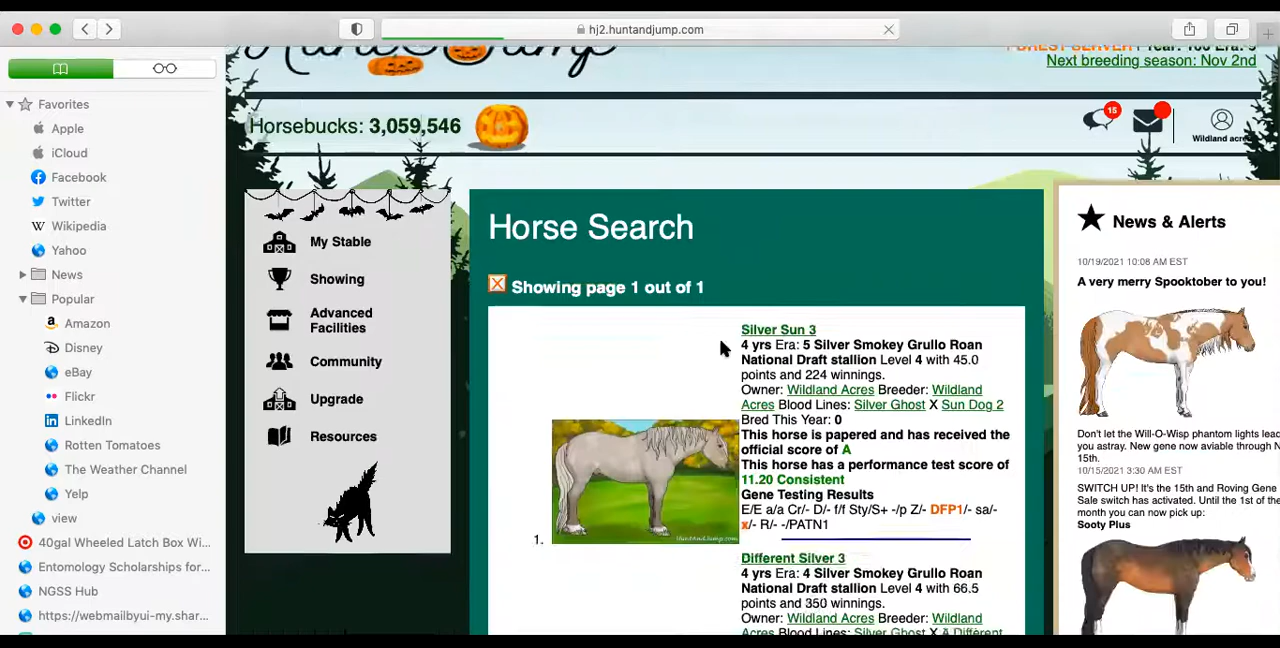 hj2.huntandjump.com
Favorites
Apple
iCloud
Facebook
Twitter
Wikipedia
Yahoo
News
Popular
Amazon
Disney
eBay
Flickr
LinkedIn
Rotten Tomatoes
The Weather Channel
Yelp
view
40gal Wheeled Latch Box Wi...
Entomology Scholarships for...
NGSS Hub
https://webmailbyui-my.shar...
Next breeding season: Nov 2nd
Horsebucks: 3,059,546
15
Wildland acre
My Stable
Showing
Advanced
Facilities
Community
Upgrade
Resources
Horse Search
Showing page 1 out of 1
1.
HuntandJump.com
Silver Sun 3
4 yrs Era: 5 Silver Smokey Grullo Roan
National Draft stallion Level 4 with 45.0
points and 224 winnings.
Owner: Wildland Acres Breeder: Wildland
Acres Blood Lines: Silver Ghost X Sun Dog 2
Bred This Year: 0
This horse is papered and has received the
official score of A
This horse has a performance test score of
11.20 Consistent
Gene Testing Results
E/E a/a Cr/- D/- f/f Sty/S+ -/p Z/- DFP1/- sa/-
x/- R/- -/PATN1
Different Silver 3
4 yrs Era: 4 Silver Smokey Grullo Roan
National Draft stallion Level 4 with 66.5
points and 350 winnings.
Owner: Wildland Acres Breeder: Wildland
Acres Blood Lines: Silver Ghost X A Different
News & Alerts
10/19/2021 10:08 AM EST
A very merry Spooktober to you!
Don't let the Will-O-Wisp phantom lights lead
you astray. New gene now aviable through N
15th.
10/15/2021 3:30 AM EST
SWITCH UP! It's the 15th and Roving Gene
Sale switch has activated. Until the 1st of the
month you can now pick up:
Sooty Plus